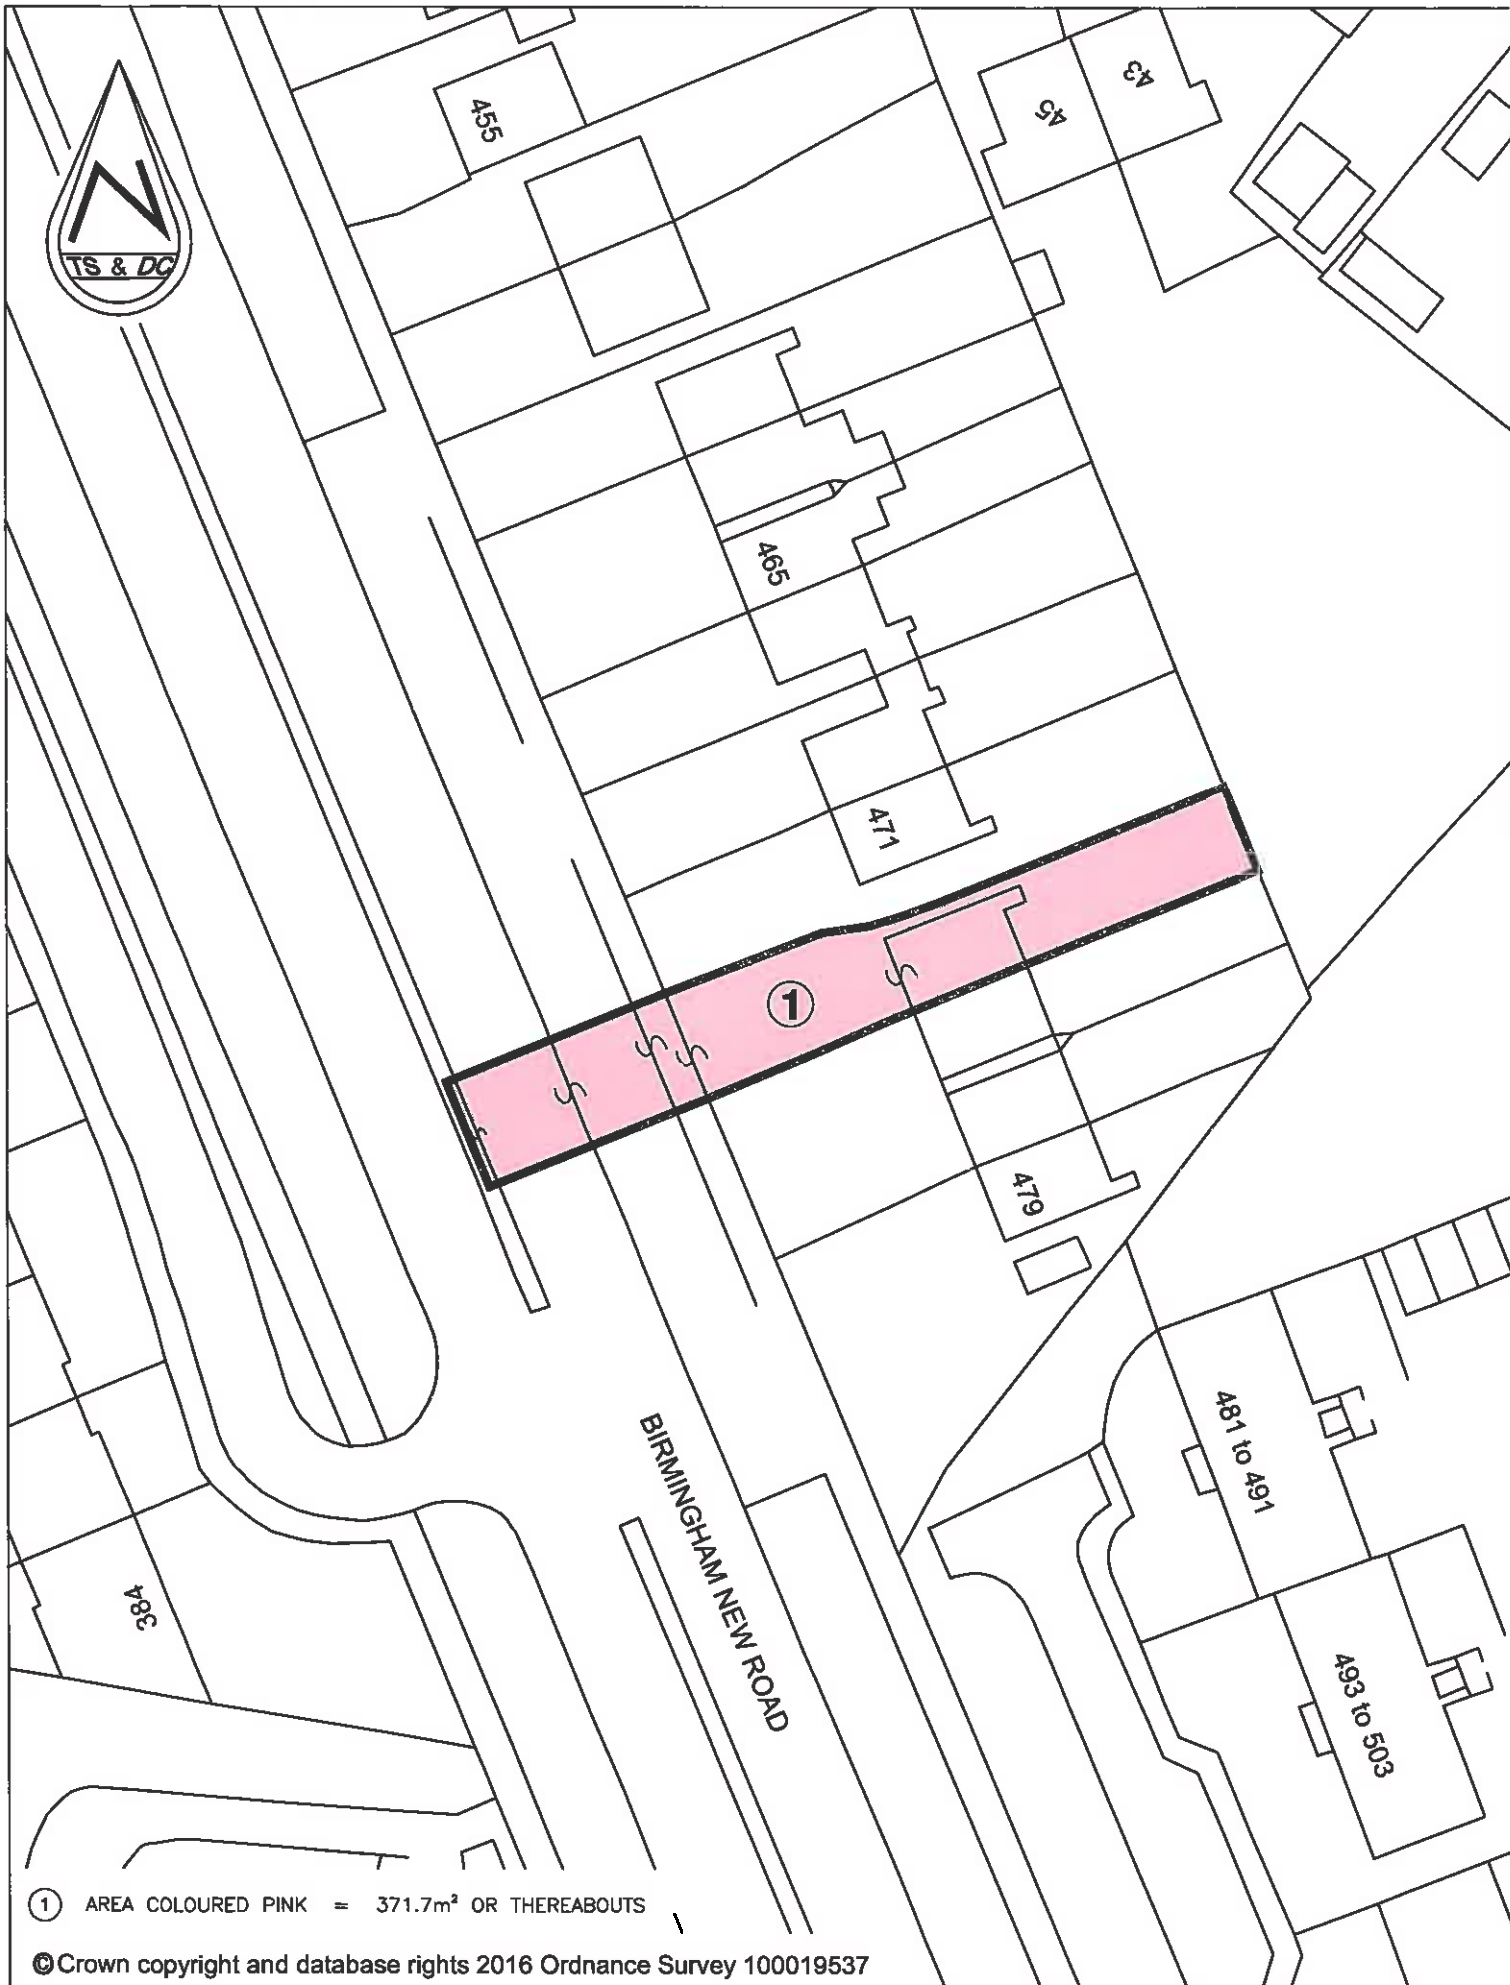 455
45
43
N
TS & DC
465
471
1
479
481 to 491
BIRMINGHAM NEW ROAD
384
493 to 503
1 AREA COLOURED PINK = 371.7m² OR THEREABOUTS
© Crown copyright and database rights 2016 Ordnance Survey 100019537